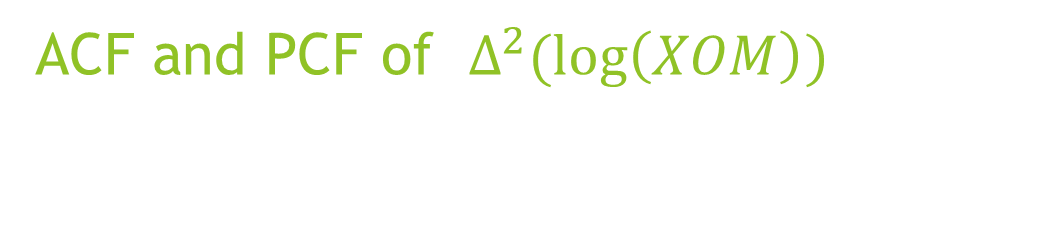 ACF and PCF of Δ²(log(XOM))